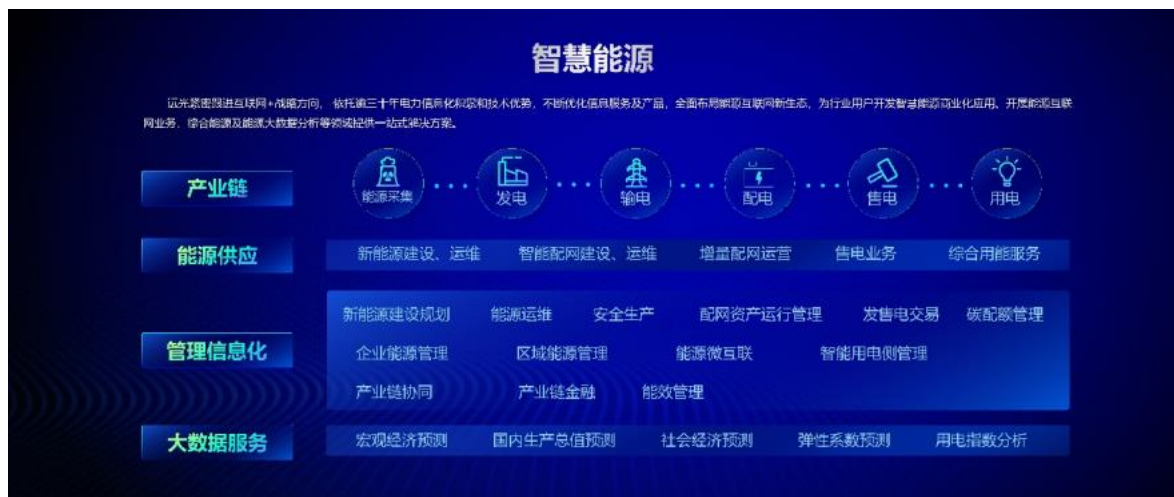 智慧能源
远光紧密跟进互联网+战略方向，依托逾三十年电力信息化积累和技术优势，不断优化信息服务及产品，全面布局能源互联网新生态，为行业用户开发智慧能源商业化应用、开展能源互联
网业务，综合能源及能源大数据分析等领域提供一站式解决方案。
产业链 能源采集 发电 输电 配电 售电 用电
能源供应 新能源建设、运维 智能配网建设、运维 增量配网运营 售电业务 综合用能服务
新能源建设规划 能源运维 安全生产 配网资产运行管理 发售电交易 碳配额管理
管理信息化 企业能源管理 区域能源管理 能源微互联 智能用电侧管理
产业链协同 产业链金融 能效管理
大数据服务 宏观经济预测 国内生产总值预测 社会经济预测 弹性系数预测 用电指数分析